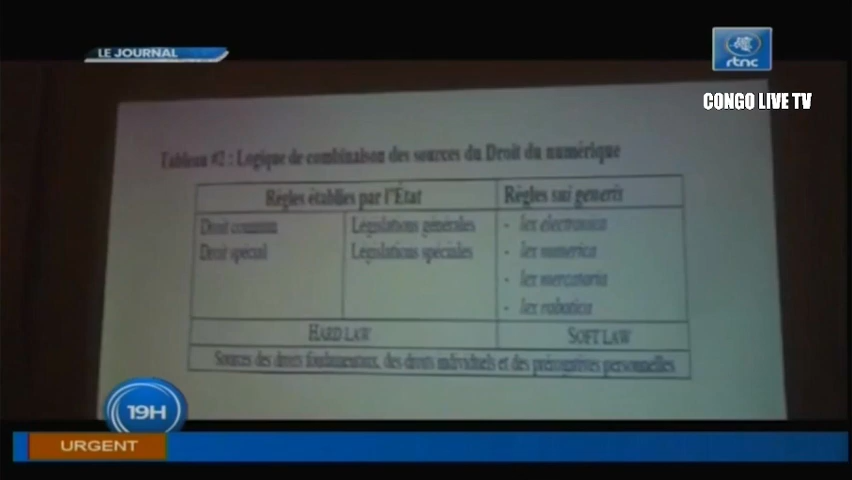 LE JOURNAL
rtnc
CONGO LIVE TV
Tableau #2 : Logique de combinaison des sources du Droit du numérique
Règles établies par l'État Règles sui generis
Droit commun Législations générales - lex electronica
Droit spécial Législations spéciales - lex numerica
- lex mercatoria
- lex robotica
HARD LAW SOFT LAW
Sources des droits fondamentaux, des droits individuels et des prérogatives personnelles
19H
URGENT